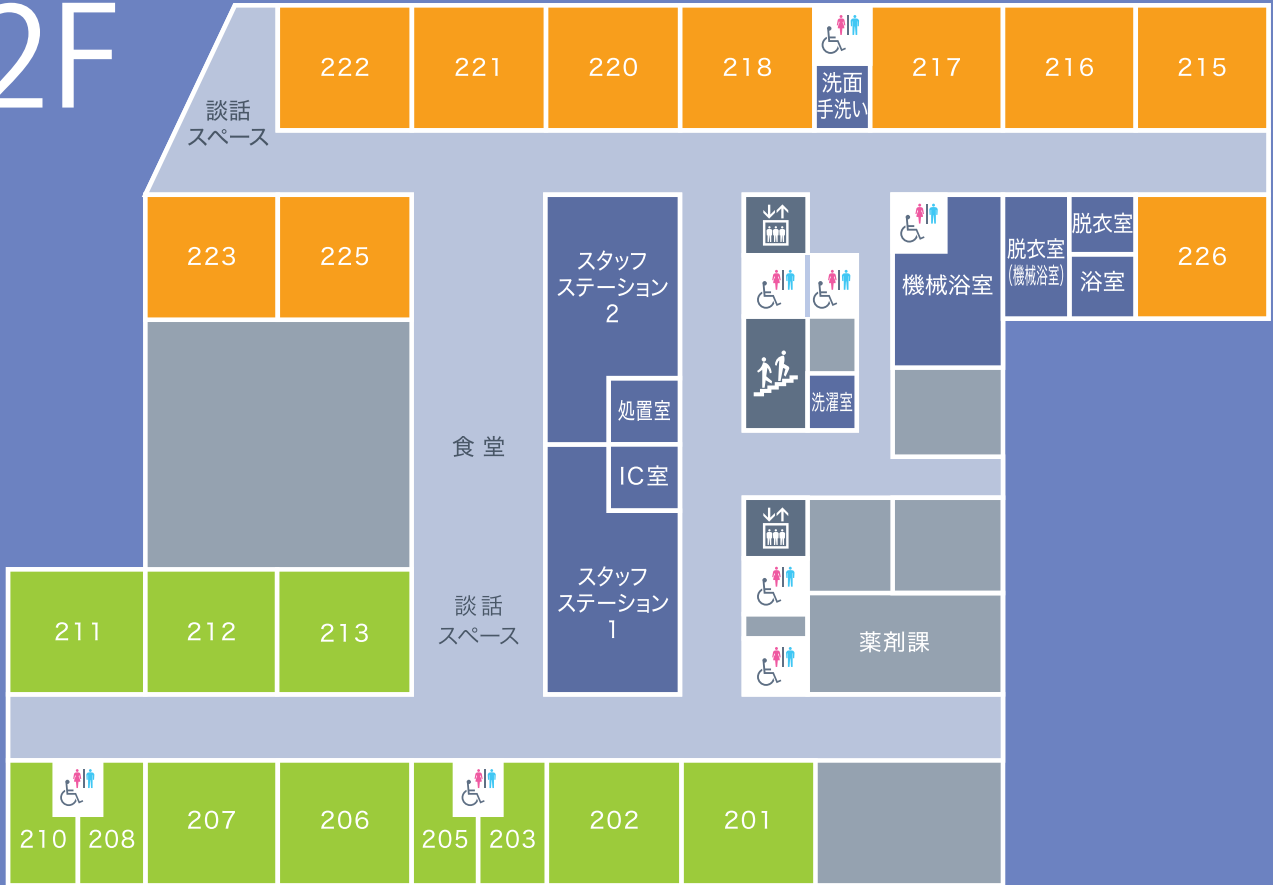 2F
222
221
220
218
洗面
手洗い
217
216
215
談話
スペース
223
225
スタッフ
ステーション
2
機械浴室
脱衣室
(機械浴室)
脱衣室
浴室
226
処置室
洗濯室
食堂
IC室
スタッフ
ステーション
1
談話
スペース
薬剤課
211
212
213
210
208
207
206
205
203
202
201